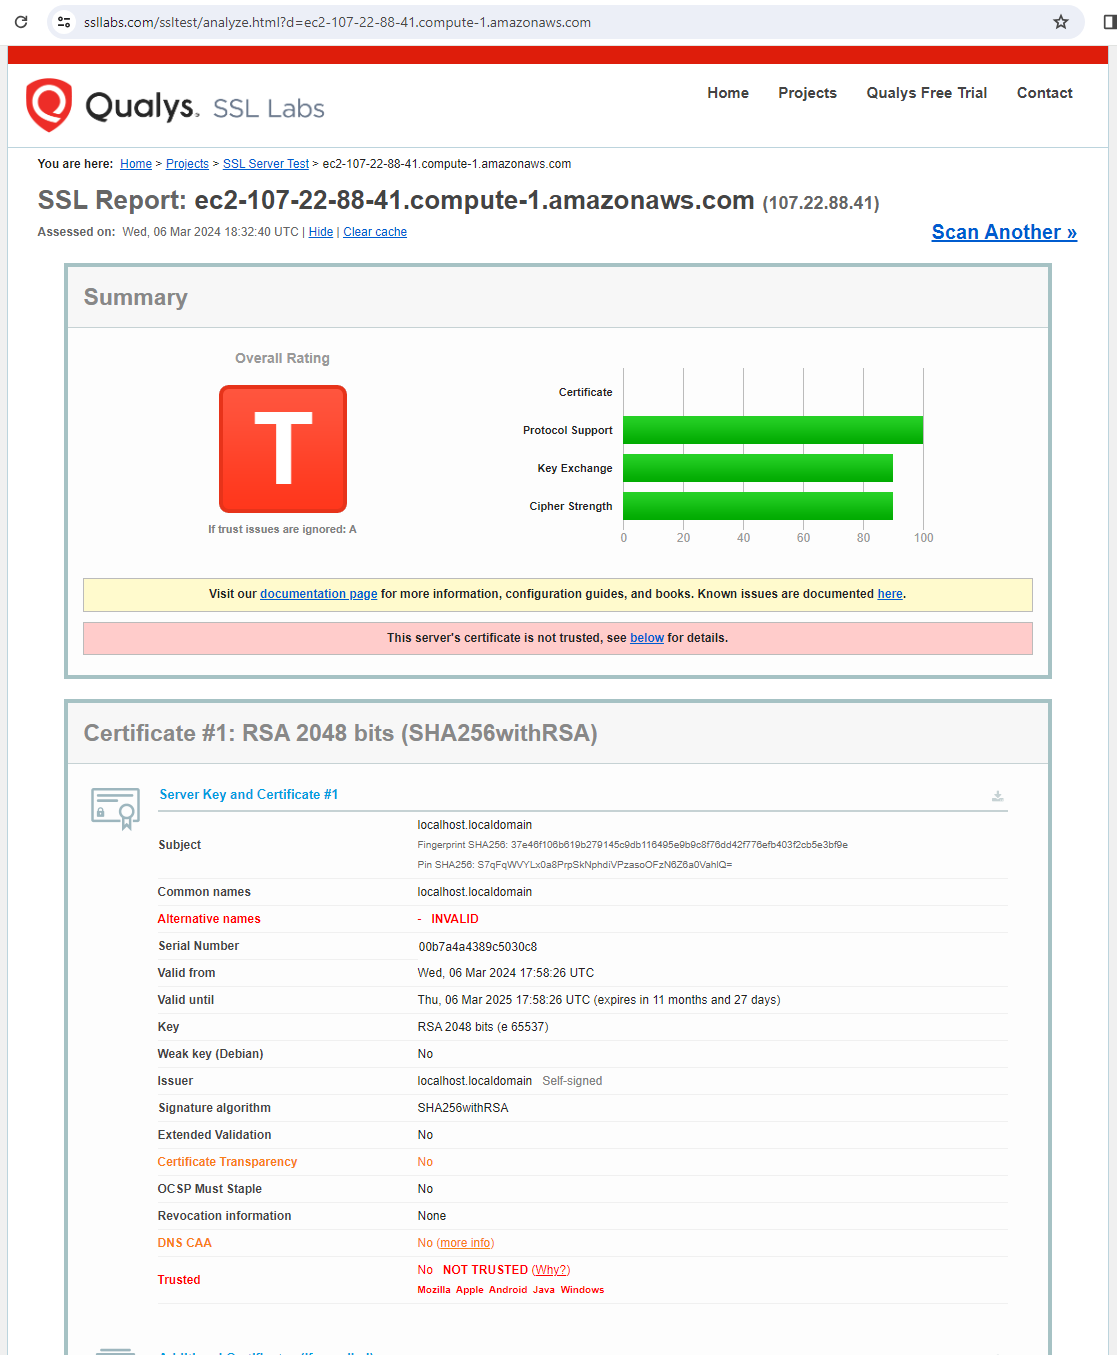 ssllabs.com/ssltest/analyze.html?d=ec2-107-22-88-41.compute-1.amazonaws.com
Qualys. SSL Labs
Home Projects Qualys Free Trial Contact
You are here: Home > Projects > SSL Server Test > ec2-107-22-88-41.compute-1.amazonaws.com
SSL Report: ec2-107-22-88-41.compute-1.amazonaws.com (107.22.88.41)
Assessed on: Wed, 06 Mar 2024 18:32:40 UTC | Hide | Clear cache
Scan Another »
Summary
Overall Rating
T
If trust issues are ignored: A
Certificate
Protocol Support
Key Exchange
Cipher Strength
0 20 40 60 80 100
Visit our documentation page for more information, configuration guides, and books. Known issues are documented here.
This server's certificate is not trusted, see below for details.
Certificate #1: RSA 2048 bits (SHA256withRSA)
Server Key and Certificate #1
Subject
localhost.localdomain
Fingerprint SHA256: 37e46f106b619b279145c9db116495e9b9c8f76dd42f776efb403f2cb5e3bf9e
Pin SHA256: S7qFqWVYLx0a8PrpSkNphdiVPzasoOFzN6Z6a0VahlQ=
Common names localhost.localdomain
Alternative names - INVALID
Serial Number 00b7a4a4389c5030c8
Valid from Wed, 06 Mar 2024 17:58:26 UTC
Valid until Thu, 06 Mar 2025 17:58:26 UTC (expires in 11 months and 27 days)
Key RSA 2048 bits (e 65537)
Weak key (Debian) No
Issuer localhost.localdomain Self-signed
Signature algorithm SHA256withRSA
Extended Validation No
Certificate Transparency No
OCSP Must Staple No
Revocation information None
DNS CAA No (more info)
Trusted
No NOT TRUSTED (Why?)
Mozilla Apple Android Java Windows